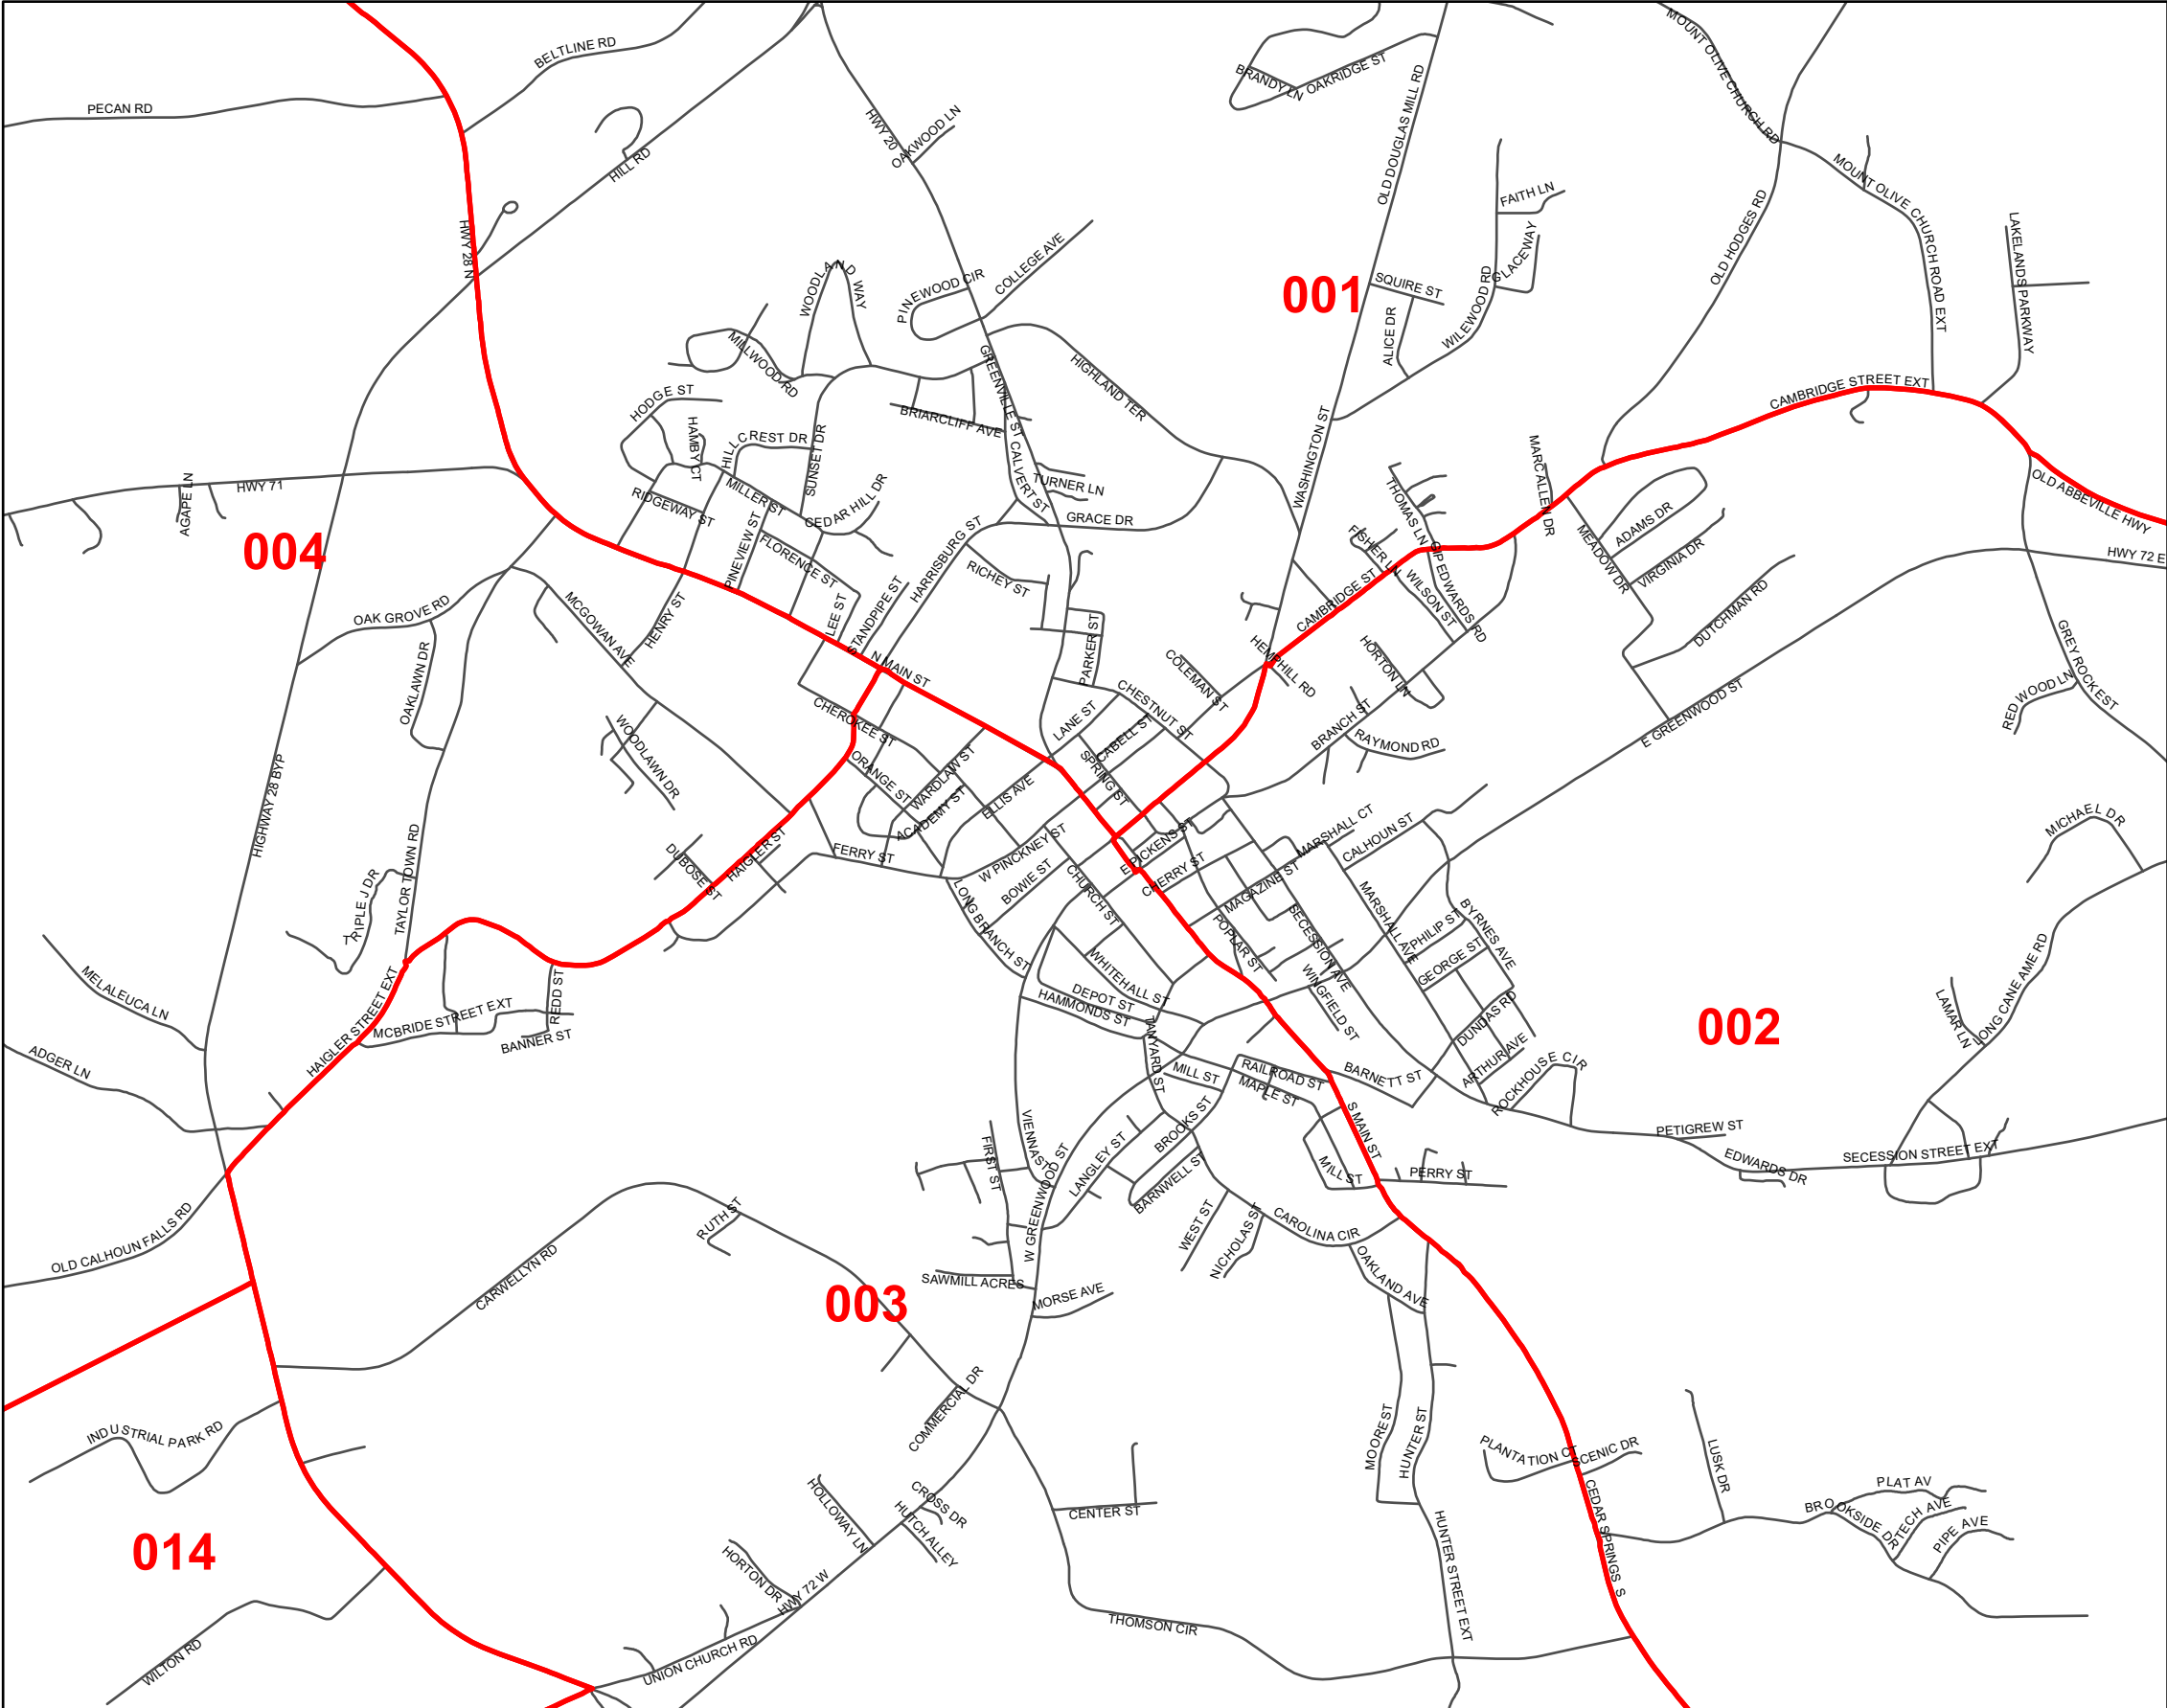 BELTLINE RD
PECAN RD
HILL RD
HWY 20
OAKWOOD LN
BRANDY LN
OAKRIDGE ST
OLD DOUGLAS MILL RD
MOUNT OLIVE CHURCH RD
MOUNT OLIVE CHURCH ROAD EXT
LAKELANDS PARKWAY
OLD HODGES RD
FAITH LN
GLACEWAY
WILEWOOD RD
SQUIRE ST
ALICE DR
001
HWY 28 N
WOODLAND WAY
PINEWOOD CIR
COLLEGE AVE
MILLWOOD RD
GREENVILLE ST
HIGHLAND TER
HODGE ST
HAMBY CT
HILLCREST DR
SUNSET DR
BRIARCLIFF AVE
CALVERT ST
TURNER LN
GRACE DR
WASHINGTON ST
CAMBRIDGE STREET EXT
OLD ABBEVILLE HWY
HWY 72 E
AGAPE LN
HWY 71
004
RIDGEWAY ST
MILLER ST
CEDAR HILL DR
PINEVIEW ST
FLORENCE ST
HARRISBURG ST
RICHEY ST
THOMAS LN
FISHER LN
GIP EDWARDS RD
WILSON ST
MARC ALLEN DR
MEADOW DR
ADAMS DR
VIRGINIA DR
DUTCHMAN RD
GREY ROCK EST
RED WOOD LN
OAK GROVE RD
OAKLAWN DR
MCGOWAN AVE
HENRY ST
LEE ST
STANDPIPE ST
N MAIN ST
PARKER ST
CAMBRIDGE ST
HEMPHILL RD
HORTON LN
COLEMAN ST
CHESTNUT ST
LANE ST
CABELL ST
SPRING ST
BRANCH ST
RAYMOND RD
E GREENWOOD ST
CHEROKEE ST
ORANGE ST
WARDLAW ST
ACADEMY ST
ELLIS AVE
WOODLAWN DR
HIGHWAY 28 BYP
TAYLOR TOWN RD
TRIPLE J DR
DUBOSE ST
HAIGLER ST
FERRY ST
W PINCKNEY ST
BOWIE ST
LONG BRANCH ST
CHURCH ST
E PICKENS ST
CHERRY ST
MAGAZINE ST
MARSHALL CT
CALHOUN ST
MICHAEL DR
MARSHALL AVE
PHILIP ST
BYRNES AVE
GEORGE ST
POPLAR ST
SECESSION AVE
WINGFIELD ST
DUNDAS RD
ARTHUR AVE
ROCKHOUSE CIR
002
LAMAR LN
LONG CANE AME RD
MELALEUCA LN
ADGER LN
HAIGLER STREET EXT
MCBRIDE STREET EXT
REDD ST
BANNER ST
WHITEHALL ST
DEPOT ST
HAMMONDS ST
TANYARD ST
MILL ST
RAILROAD ST
MAPLE ST
BARNETT ST
S MAIN ST
PETIGREW ST
EDWARDS DR
SECESSION STREET EXT
VIENNA ST
FIRST ST
LANGLEY ST
BROOKS ST
BARNWELL ST
MILL ST
PERRY ST
OLD CALHOUN FALLS RD
RUTH ST
CARWELLYN RD
003
W GREENWOOD ST
SAWMILL ACRES
MORSE AVE
WEST ST
NICHOLAS ST
CAROLINA CIR
OAKLAND AVE
MOORE ST
HUNTER ST
COMMERCIAL DR
INDUSTRIAL PARK RD
014
WILTON RD
HOLLOWAY LN
CROSS DR
HUTCH ALLEY
HORTON DR
HWY 72 W
UNION CHURCH RD
CENTER ST
THOMSON CIR
HUNTER STREET EXT
PLANTATION CT
SCENIC DR
CEDAR SPRINGS S
LUSK DR
BROOKSIDE DR
PLAT AV
TECH AVE
PIPE AVE